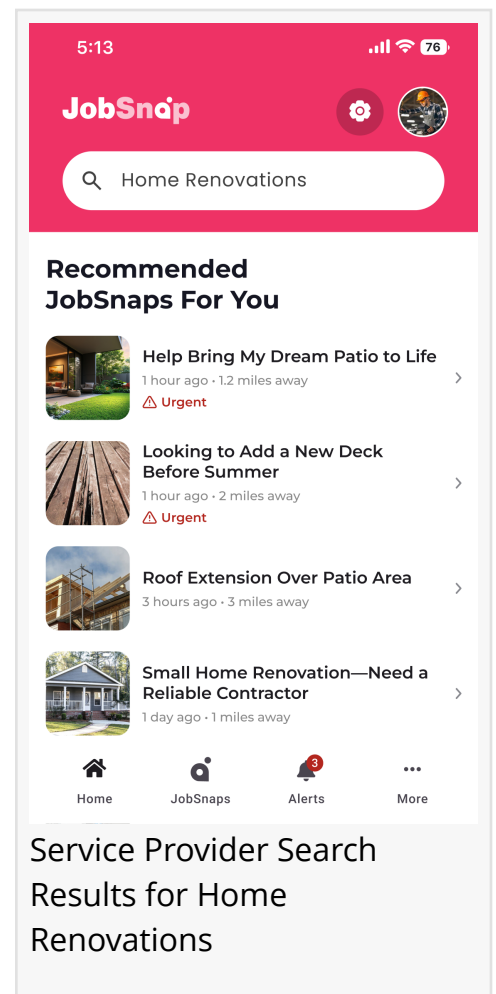 5:13
76
JobSnap
Home Renovations
Recommended
JobSnaps For You
Help Bring My Dream Patio to Life
1 hour ago • 1.2 miles away
Urgent
Looking to Add a New Deck
Before Summer
1 hour ago • 2 miles away
Urgent
Roof Extension Over Patio Area
3 hours ago • 3 miles away
Small Home Renovation—Need a
Reliable Contractor
1 day ago • 1 miles away
3
Home
JobSnaps
Alerts
More
Service Provider Search
Results for Home
Renovations